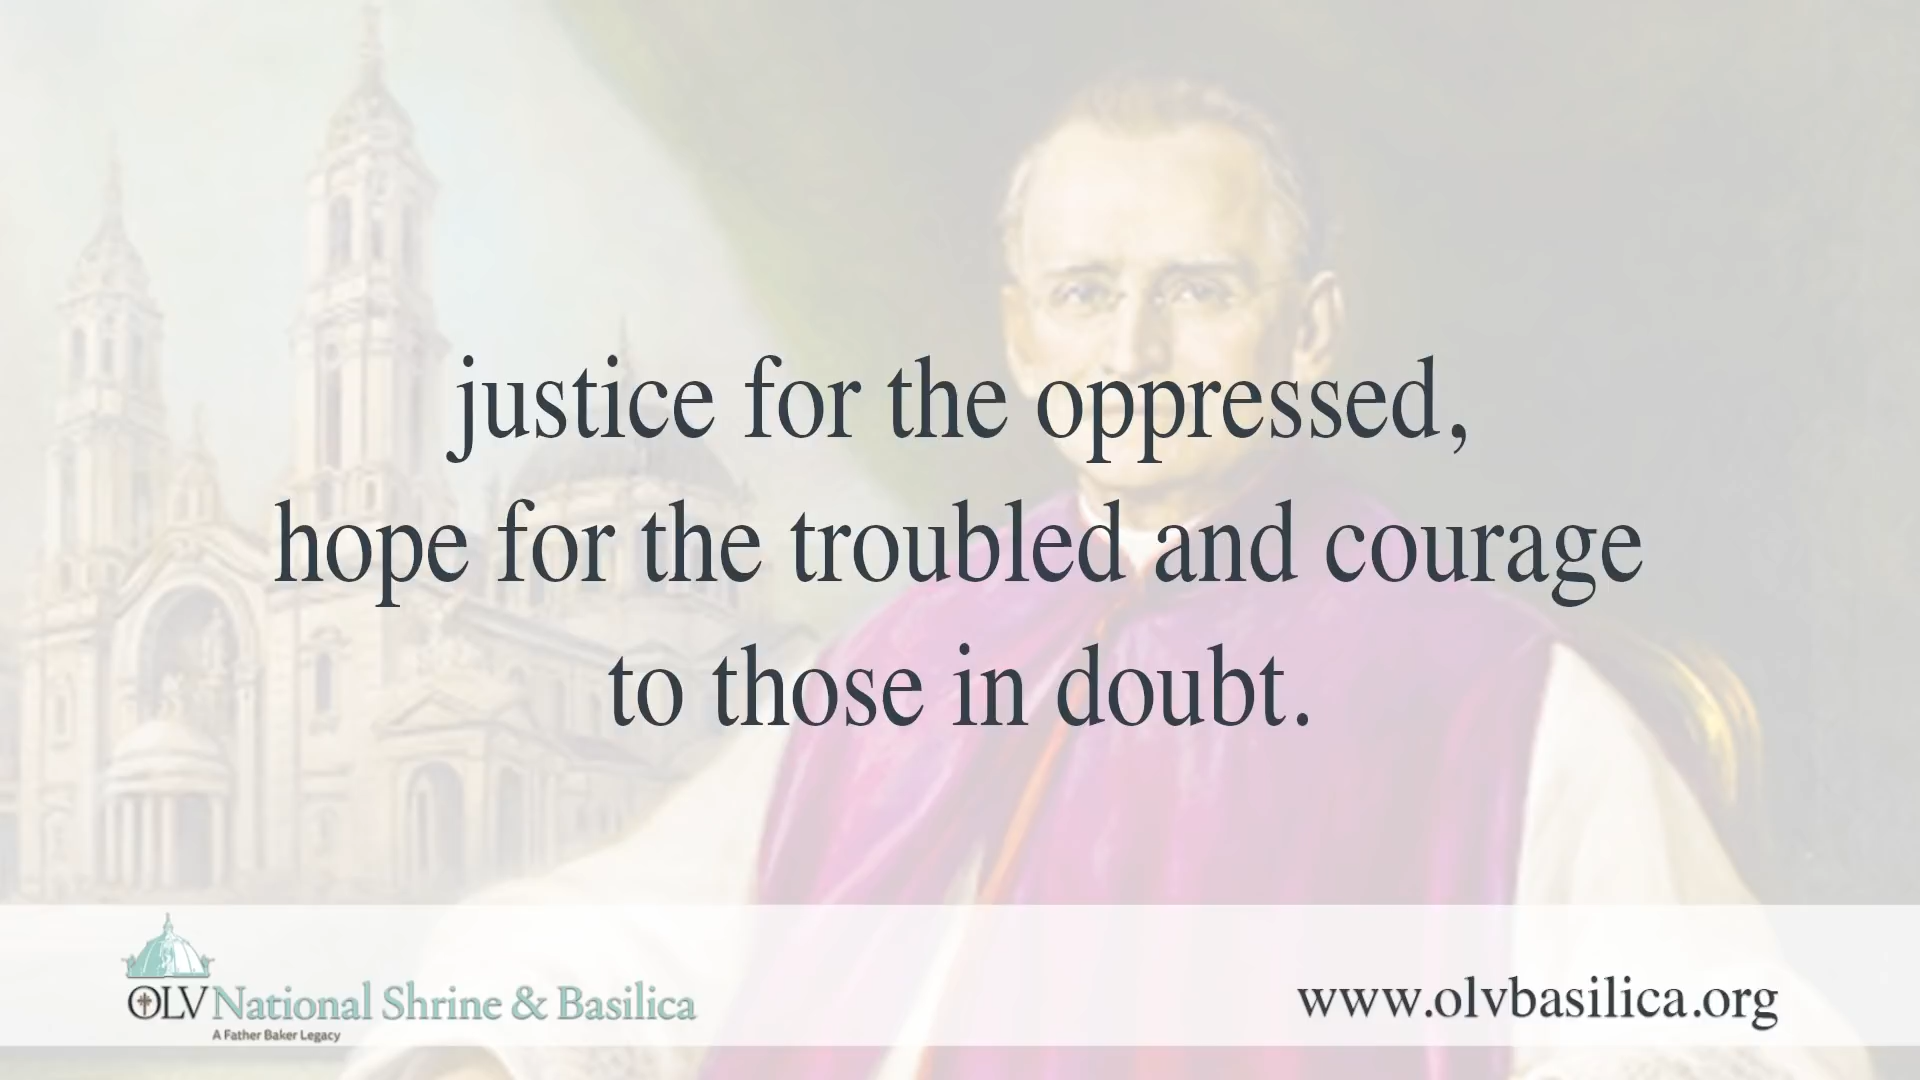 justice for the oppressed,
hope for the troubled and courage
to those in doubt.
OLV National Shrine & Basilica
A Father Baker Legacy
www.olvbasilica.org